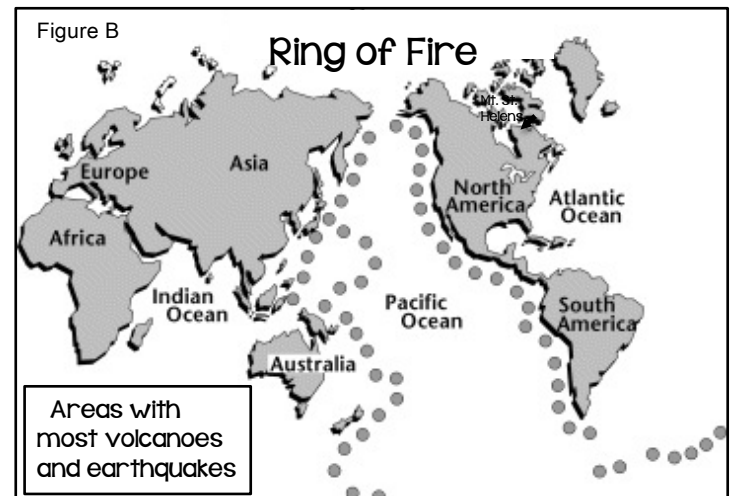 Figure B
Ring of Fire
Mt. St.
Helens
Europe
Asia
North
America
Atlantic
Ocean
Africa
Indian
Ocean
Pacific
Ocean
South
America
Australia
Areas with
most volcanoes
and earthquakes